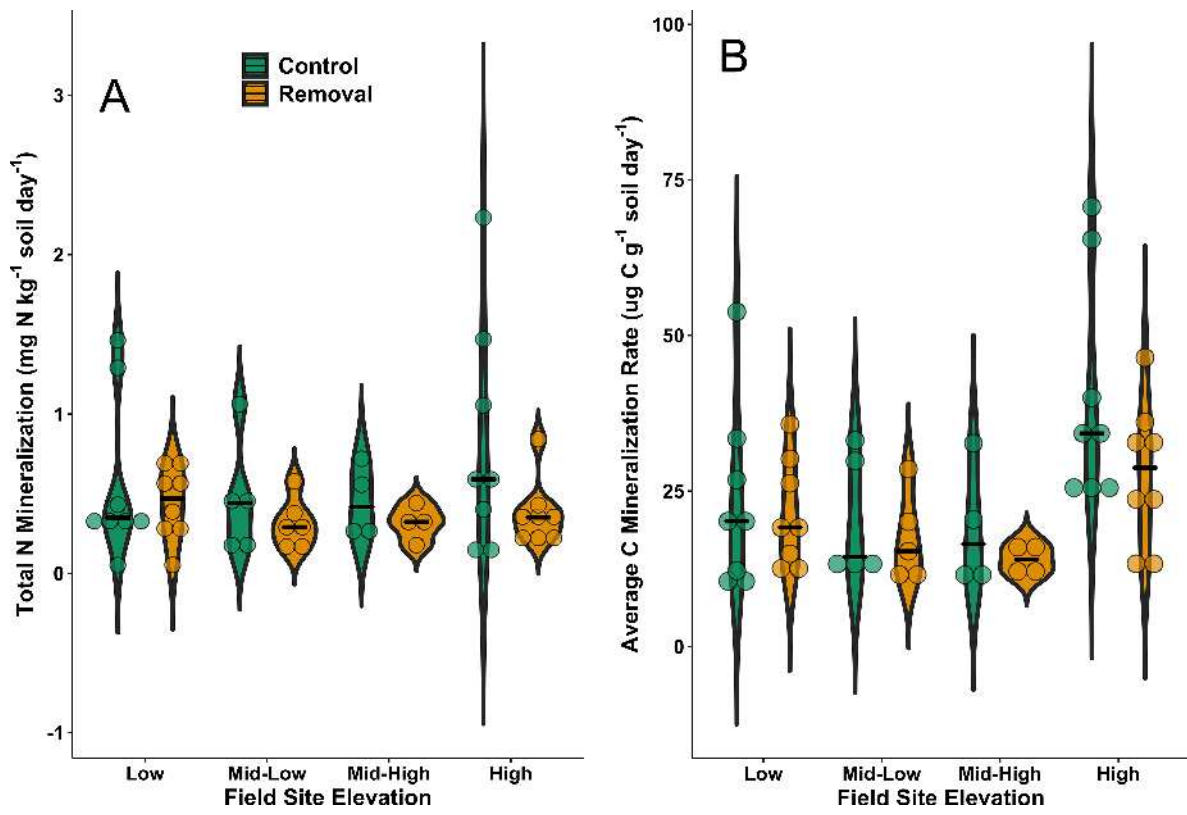 A
Control
Removal
Total N Mineralization (mg N kg⁻¹ soil day⁻¹)
3
2
1
0
-1
Low Mid-Low Mid-High High
Field Site Elevation
B
Average C Mineralization Rate (ug C g⁻¹ soil day⁻¹)
100
75
50
25
0
Low Mid-Low Mid-High High
Field Site Elevation